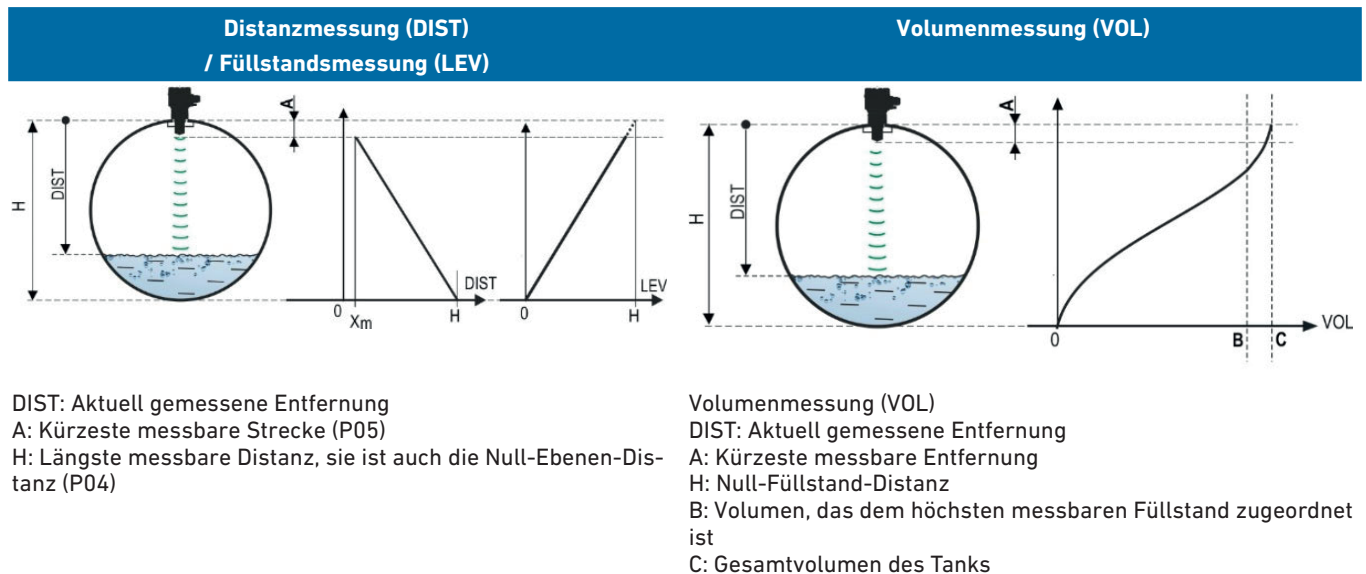 Distanzmessung (DIST)
/ Füllstandsmessung (LEV)
Volumenmessung (VOL)
A
H
DIST
0
Xm
H
DIST
0
H
LEV
A
H
DIST
0
B
C
VOL
DIST: Aktuell gemessene Entfernung
A: Kürzeste messbare Strecke (P05)
H: Längste messbare Distanz, sie ist auch die Null-Ebenen-Dis-
tanz (P04)
Volumenmessung (VOL)
DIST: Aktuell gemessene Entfernung
A: Kürzeste messbare Entfernung
H: Null-Füllstand-Distanz
B: Volumen, das dem höchsten messbaren Füllstand zugeordnet
ist
C: Gesamtvolumen des Tanks